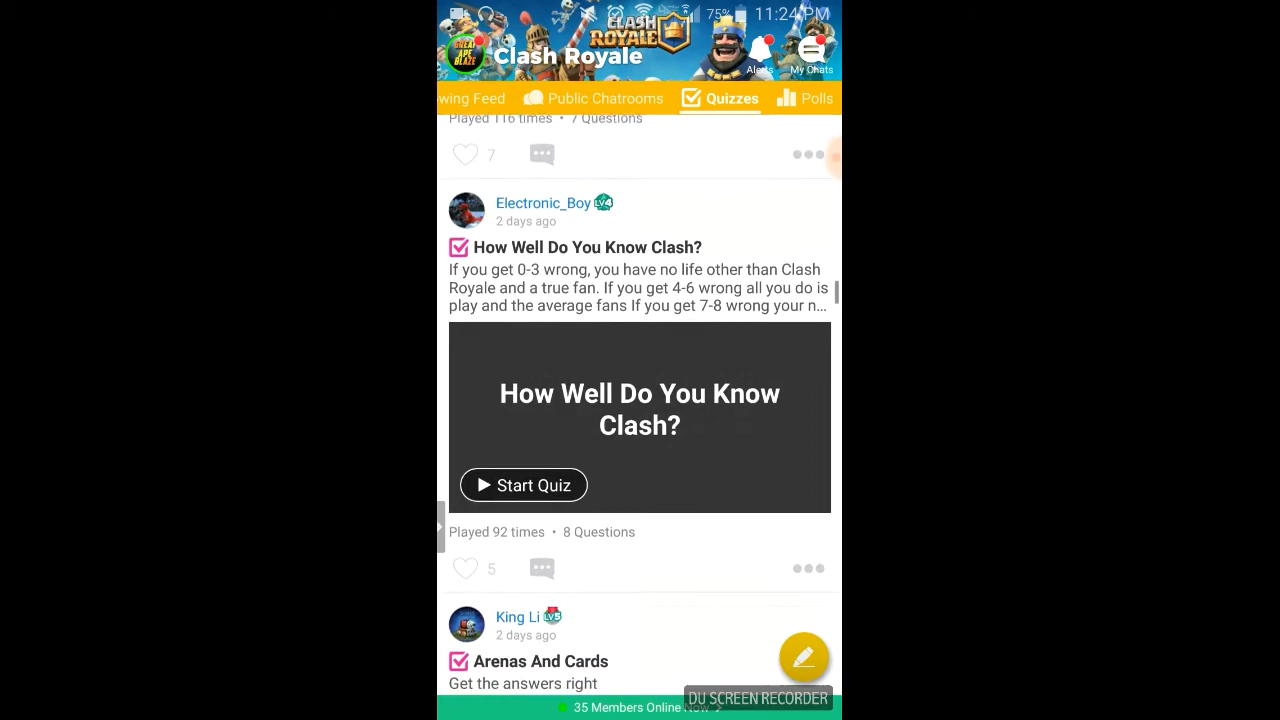 75% 11:24 PM
CLASH
ROYALE
GREAT
APE
BLAZE
Clash Royale
Alerts
My Chats
wing Feed
Public Chatrooms
Quizzes
Polls
Played 116 times • 7 Questions
7
Electronic_Boy LV4
2 days ago
How Well Do You Know Clash?
If you get 0-3 wrong, you have no life other than Clash
Royale and a true fan. If you get 4-6 wrong all you do is
play and the average fans If you get 7-8 wrong your n...
How Well Do You Know
Clash?
Start Quiz
Played 92 times • 8 Questions
5
King Li LV5
2 days ago
Arenas And Cards
Get the answers right
DU SCREEN RECORDER
35 Members Online Now >